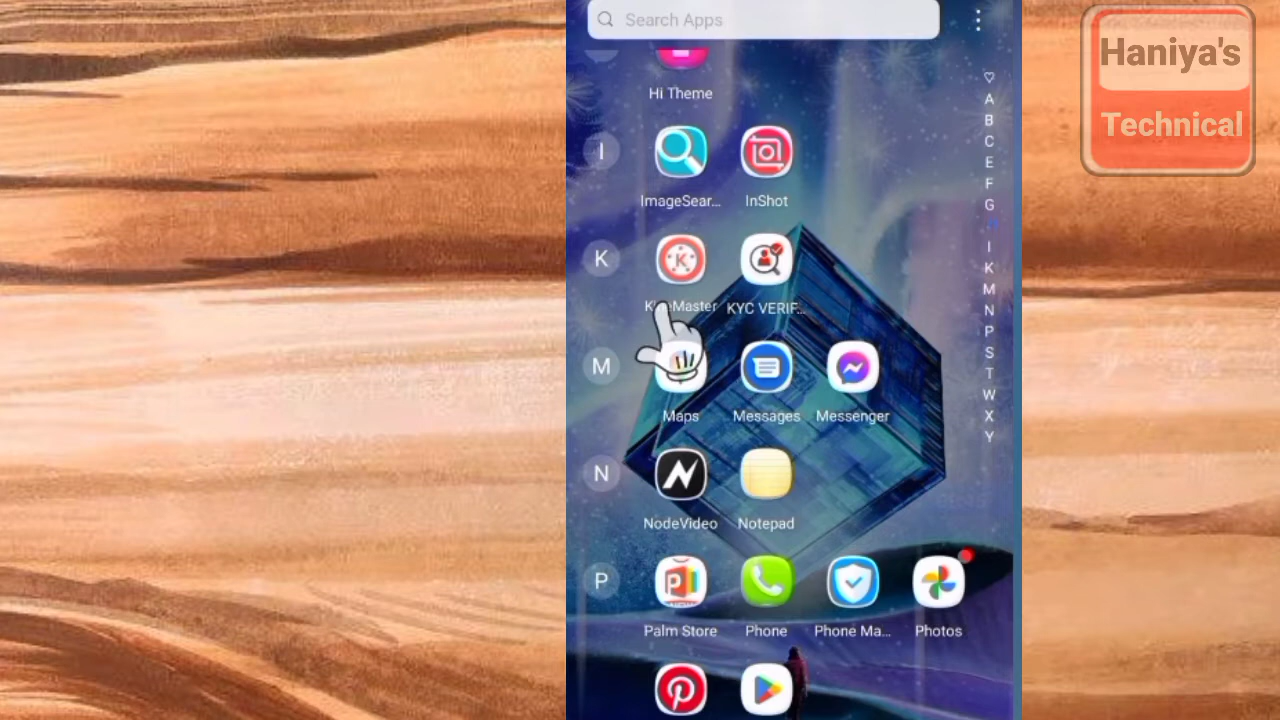 Search Apps
Haniya's
Technical
Hi Theme
I
ImageSear...
InShot
K
KineMaster
KYC VERIF...
M
Maps
Messages
Messenger
N
NodeVideo
Notepad
P
Palm Store
Phone
Phone Ma...
Photos
A
B
C
E
F
G
I
K
M
N
P
S
T
W
X
Y